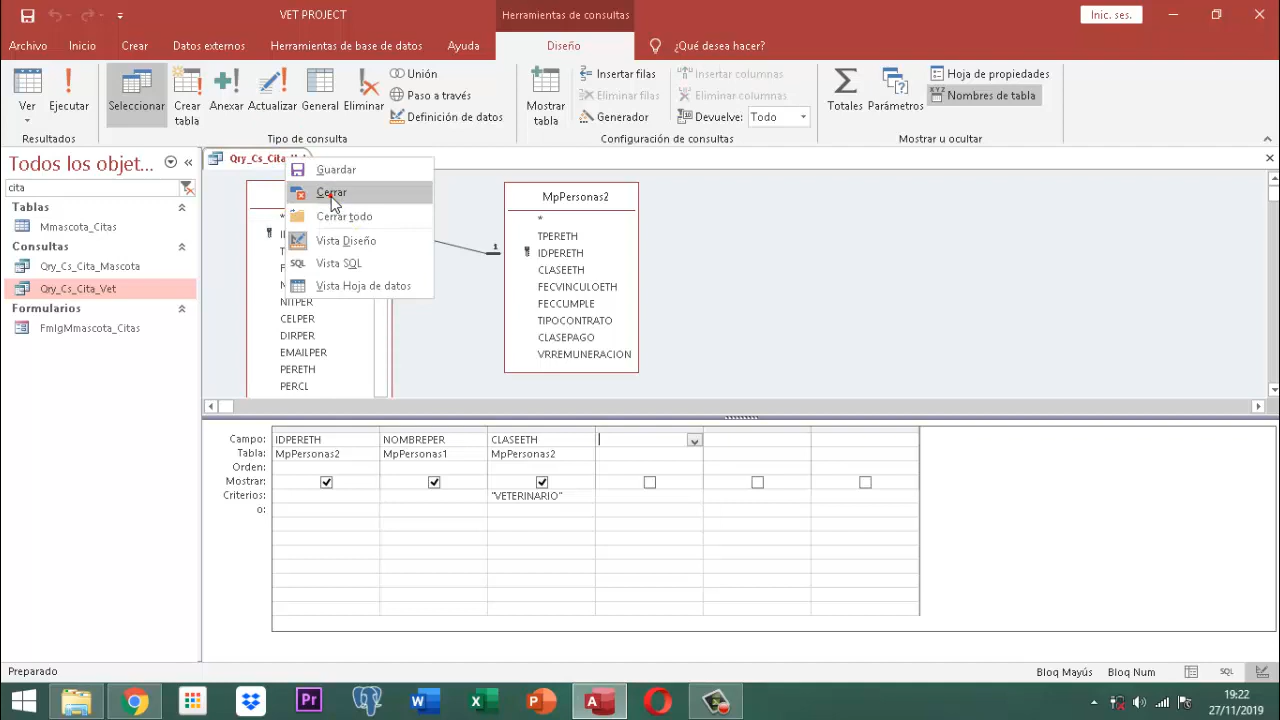 VET PROJECT
Herramientas de consultas
Inic. ses.
Archivo
Inicio
Crear
Datos externos
Herramientas de base de datos
Ayuda
Diseño
¿Qué desea hacer?
Ver
Ejecutar
Resultados
Seleccionar
Crear tabla
Anexar
Actualizar
General
Eliminar
Unión
Paso a través
Definición de datos
Tipo de consulta
Mostrar tabla
Insertar filas
Eliminar filas
Generador
Insertar columnas
Eliminar columnas
Devuelve: Todo
Configuración de consultas
Totales
Parámetros
Hoja de propiedades
XYZ Nombres de tabla
Mostrar u ocultar
Todos los objet...
cita
Tablas
Mmascota_Citas
Consultas
Qry_Cs_Cita_Mascota
Qry_Cs_Cita_Vet
Formularios
FmIgMmascota_Citas
Guardar
Cerrar
Cerrar todo
Vista Diseño
SQL Vista SQL
Vista Hoja de datos
NITPER
CELPER
DIRPER
EMAILPER
PERETH
PERCL
1
MpPersonas2
*
TPERETH
IDPERETH
CLASEETH
FECVINCULOETH
FECCUMPLE
TIPOCONTRATO
CLASEPAGO
VRREMUNERACION
Campo: IDPERETH NOMBREPER CLASEETH
Tabla: MpPersonas2 MpPersonas1 MpPersonas2
Orden:
Mostrar:
Criterios: "VETERINARIO"
o:
Preparado
Bloq Mayús
Bloq Num
SQL
19:22
27/11/2019